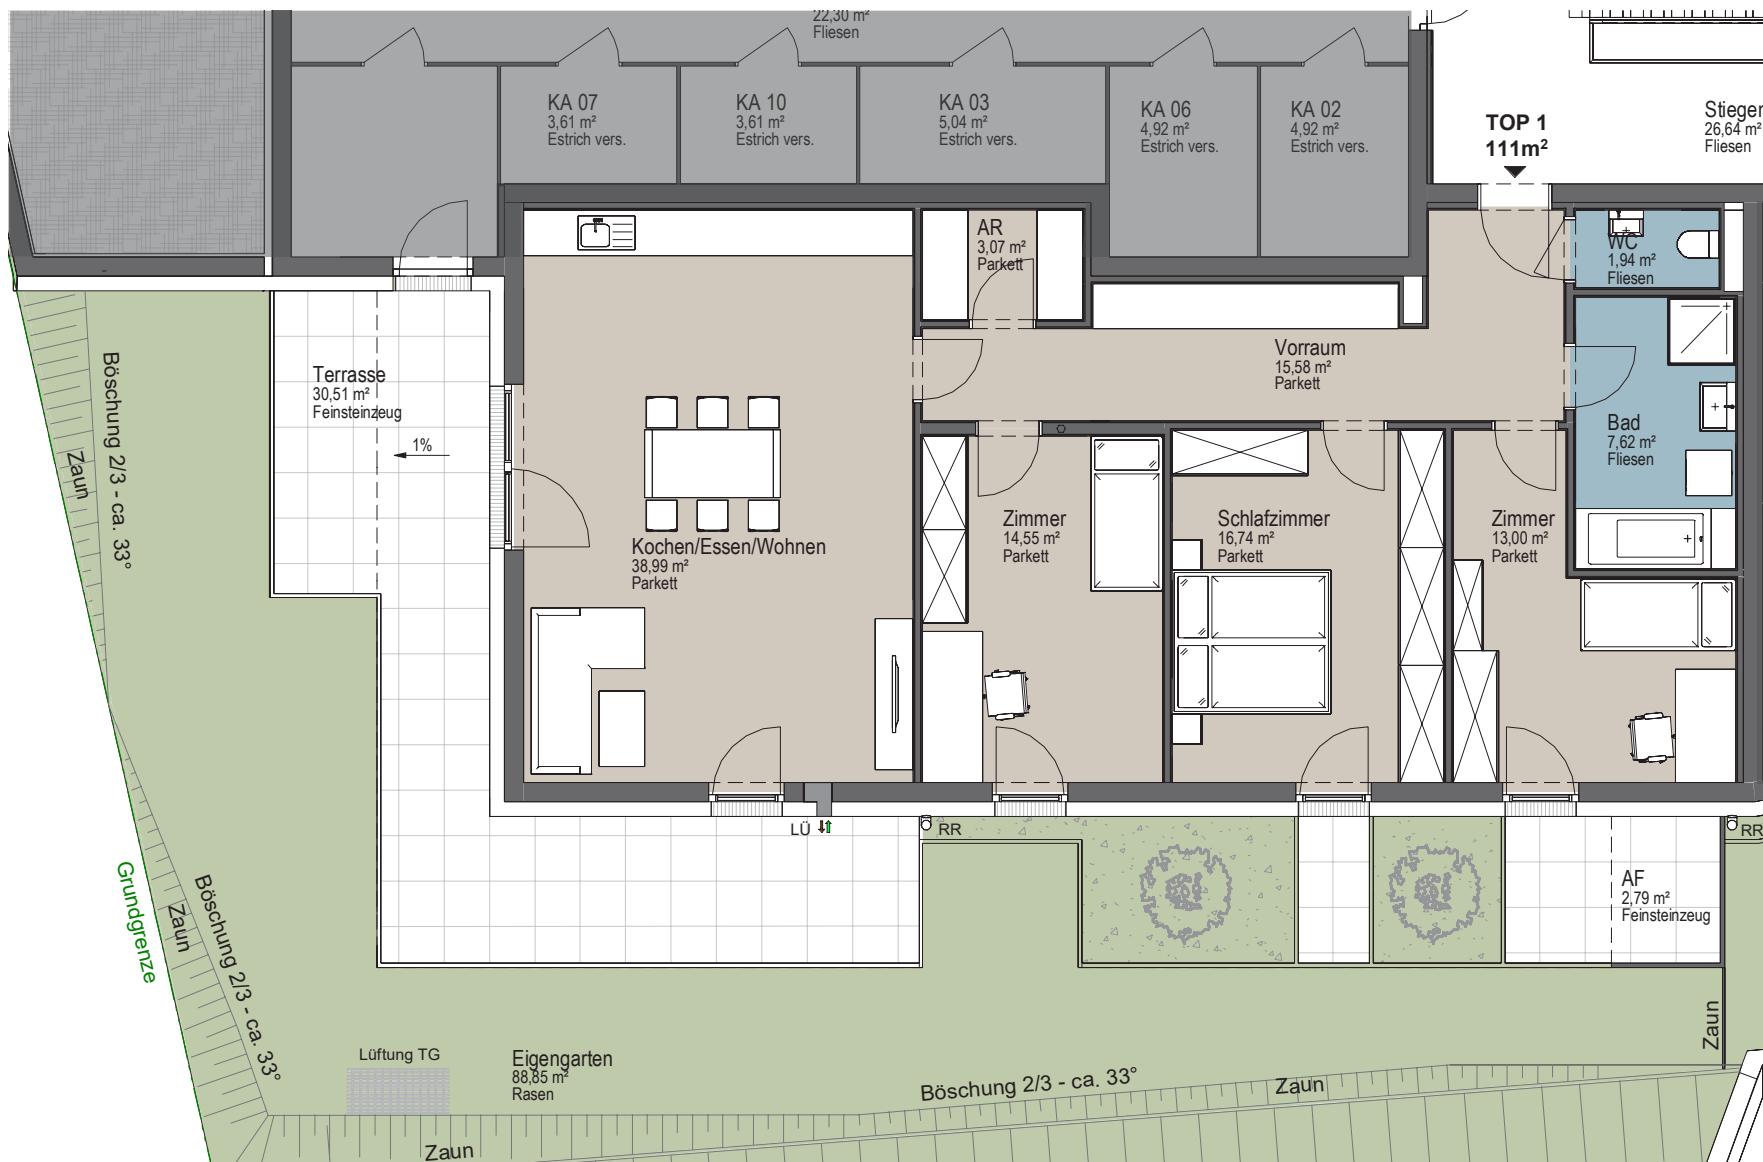 22,30 m²
Fliesen
KA 07
3,61 m²
Estrich vers.
KA 10
3,61 m²
Estrich vers.
KA 03
5,04 m²
Estrich vers.
KA 06
4,92 m²
Estrich vers.
KA 02
4,92 m²
Estrich vers.
TOP 1
111m²
Stiegen
26,64 m²
Fliesen
AR
3,07 m²
Parkett
WC
1,94 m²
Fliesen
Vorraum
15,58 m²
Parkett
Bad
7,62 m²
Fliesen
Terrasse
30,51 m²
Feinsteinzeug
1%
Kochen/Essen/Wohnen
38,99 m²
Parkett
Zimmer
14,55 m²
Parkett
Schlafzimmer
16,74 m²
Parkett
Zimmer
13,00 m²
Parkett
Böschung 2/3 - ca. 33°
Zaun
LÜ
RR
RR
AF
2,79 m²
Feinsteinzeug
Grundgrenze
Zaun
Böschung 2/3 - ca. 33°
Lüftung TG
Eigengarten
88,85 m²
Rasen
Böschung 2/3 - ca. 33°
Zaun
Zaun
Zaun